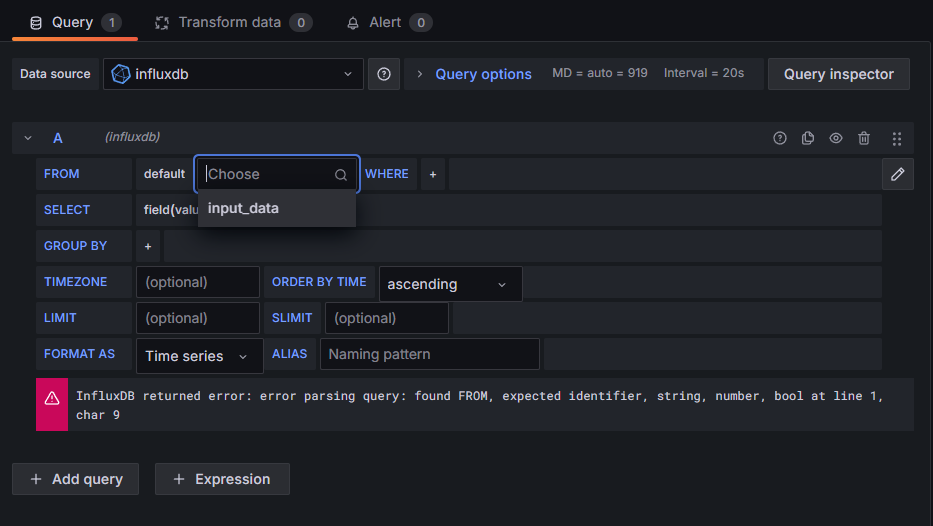 Query 1 Transform data 0 Alert 0
Data source influxdb Query options MD = auto = 919 Interval = 20s Query inspector
A (influxdb)
FROM default Choose WHERE +
SELECT field(valu
input_data
GROUP BY +
TIMEZONE (optional) ORDER BY TIME ascending
LIMIT (optional) SLIMIT (optional)
FORMAT AS Time series ALIAS Naming pattern
InfluxDB returned error: error parsing query: found FROM, expected identifier, string, number, bool at line 1,
char 9
+ Add query + Expression